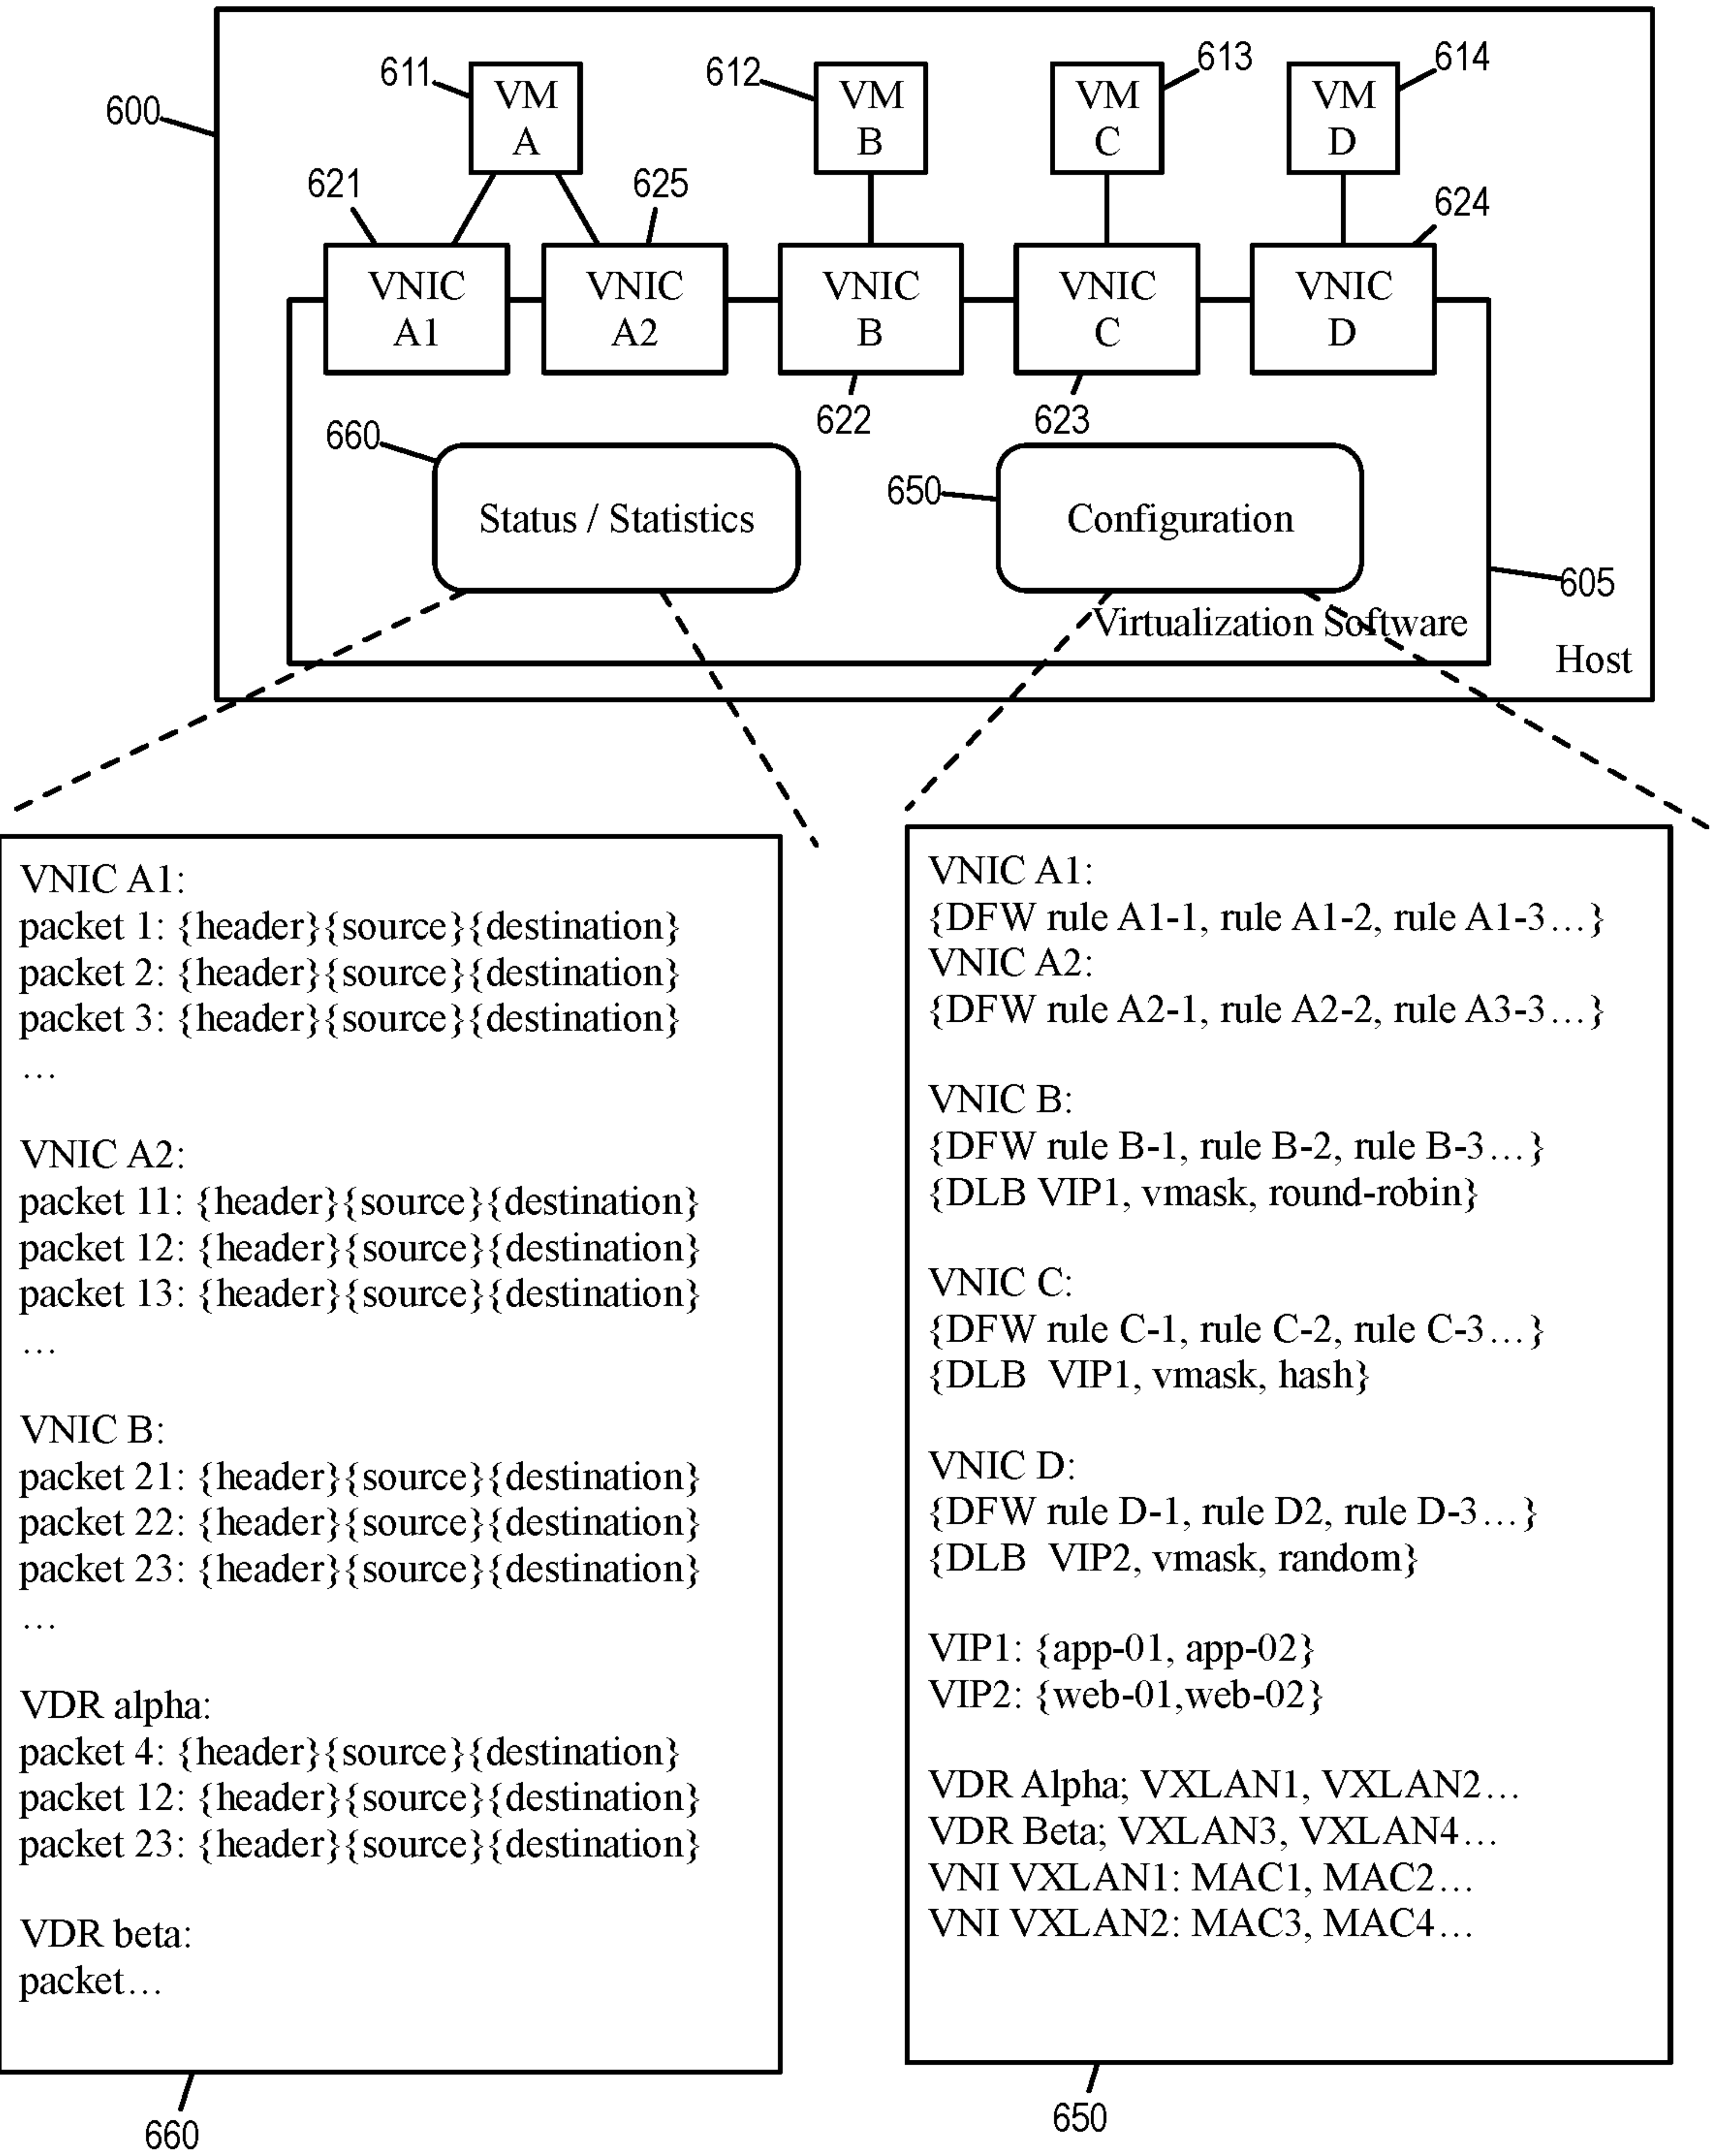 611
612
613
614
600
VM
A
VM
B
VM
C
VM
D
621
625
624
VNIC
A1
VNIC
A2
VNIC
B
VNIC
C
VNIC
D
622
623
660
650
Status / Statistics
Configuration
605
Virtualization Software
Host
VNIC A1:
packet 1: {header}{source}{destination}
packet 2: {header}{source}{destination}
packet 3: {header}{source}{destination}
...
VNIC A2:
packet 11: {header}{source}{destination}
packet 12: {header}{source}{destination}
packet 13: {header}{source}{destination}
...
VNIC B:
packet 21: {header}{source}{destination}
packet 22: {header}{source}{destination}
packet 23: {header}{source}{destination}
...
VDR alpha:
packet 4: {header}{source}{destination}
packet 12: {header}{source}{destination}
packet 23: {header}{source}{destination}
VDR beta:
packet...
660
VNIC A1:
{DFW rule A1-1, rule A1-2, rule A1-3...}
VNIC A2:
{DFW rule A2-1, rule A2-2, rule A3-3...}
VNIC B:
{DFW rule B-1, rule B-2, rule B-3...}
{DLB VIP1, vmask, round-robin}
VNIC C:
{DFW rule C-1, rule C-2, rule C-3...}
{DLB  VIP1, vmask, hash}
VNIC D:
{DFW rule D-1, rule D2, rule D-3...}
{DLB  VIP2, vmask, random}
VIP1: {app-01, app-02}
VIP2: {web-01,web-02}
VDR Alpha; VXLAN1, VXLAN2...
VDR Beta; VXLAN3, VXLAN4...
VNI VXLAN1: MAC1, MAC2...
VNI VXLAN2: MAC3, MAC4...
650